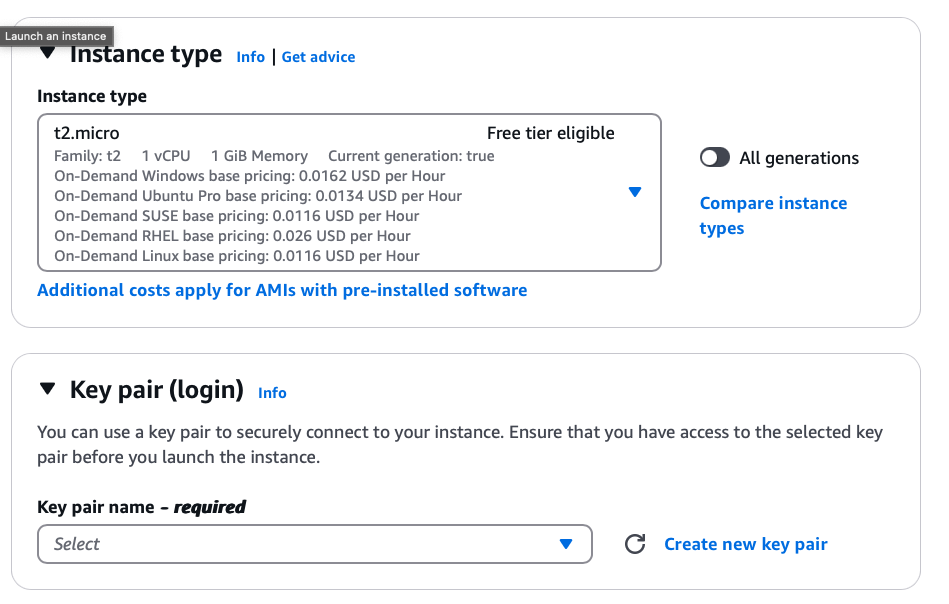 Launch an instance
Instance type Info | Get advice
Instance type
t2.micro Free tier eligible
Family: t2 1 vCPU 1 GiB Memory Current generation: true
On-Demand Windows base pricing: 0.0162 USD per Hour
On-Demand Ubuntu Pro base pricing: 0.0134 USD per Hour
On-Demand SUSE base pricing: 0.0116 USD per Hour
On-Demand RHEL base pricing: 0.026 USD per Hour
On-Demand Linux base pricing: 0.0116 USD per Hour
All generations
Compare instance
types
Additional costs apply for AMIs with pre-installed software
Key pair (login) Info
You can use a key pair to securely connect to your instance. Ensure that you have access to the selected key
pair before you launch the instance.
Key pair name - required
Select
Create new key pair